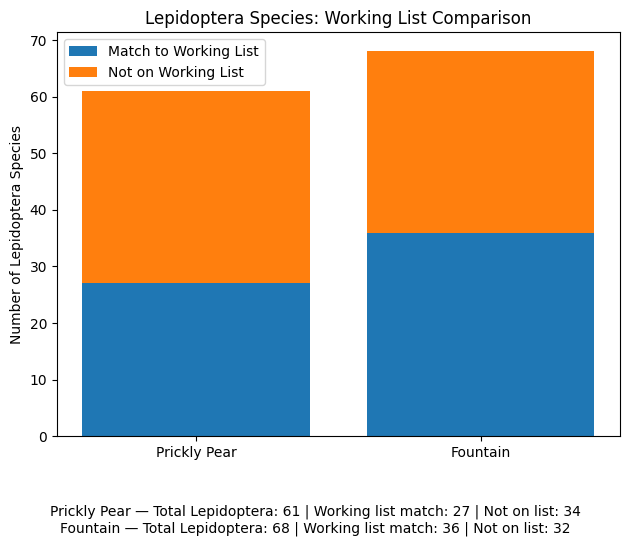 Lepidoptera Species: Working List Comparison
Match to Working List
Not on Working List
Number of Lepidoptera Species
70
60
50
40
30
20
10
0
Prickly Pear
Fountain
Prickly Pear — Total Lepidoptera: 61 | Working list match: 27 | Not on list: 34
Fountain — Total Lepidoptera: 68 | Working list match: 36 | Not on list: 32